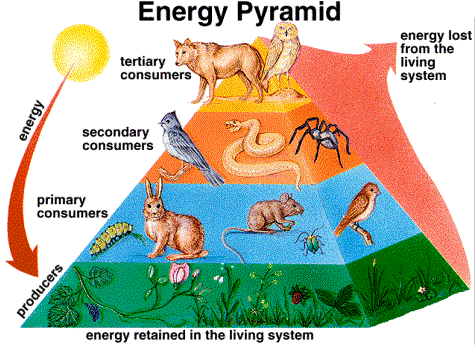 Energy Pyramid
energy lost
from the
living
system
tertiary
consumers
energy
secondary
consumers
primary
consumers
producers
energy retained in the living system